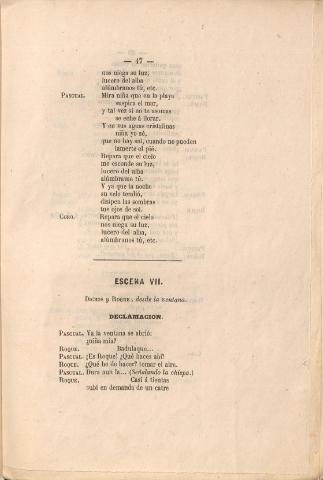 — 17 —
nos niega su luz,
lucero del alba
alúmbranos tú, etc.
PASCUAL. Mira niña que en la playa
suspira el mar,
y tal vez si no te asomas
se eche á llorar.
Y en sus aguas cristalinas
niña yo sé,
que no hay sal, cuando no pueden
lamerte el pié.
Repara que el cielo
me esconde su luz,
lucero del alba
alúmbrame tú.
Y ya que la noche
su velo tendió,
disipen las sombras
tus ojos de sol.
CORO. Repara que el cielo
nos niega su luz,
lucero del alba,
alúmbranos tú, etc.
ESCENA VII.
DICHOS y ROQUE, desde la ventana.
DECLAMACION.
PASCUAL. Ya la ventana se abrió:
¿niña mia?
ROQUE. Badulaque...
PASCUAL. ¡Es Roque! ¿Qué haces ahí?
ROQUE. ¿Qué he de hacer? tomar el aire.
PASCUAL. Dura aun la... (Señalando la chispa.)
ROQUE. Casi á tientas
subí en demanda de un catre